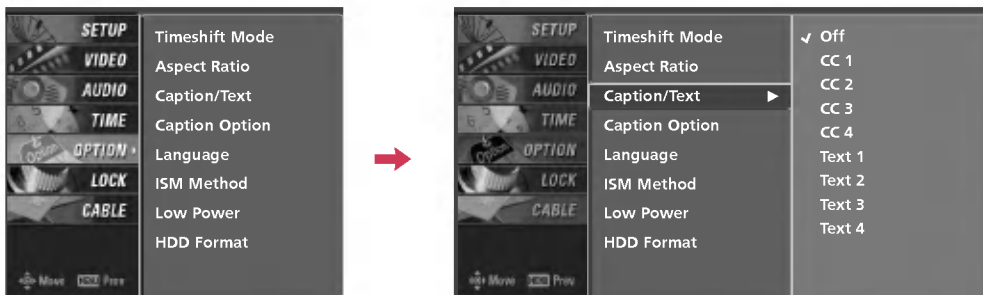 SETUP
VIDEO
AUDIO
TIME
OPTION
LOCK
CABLE
Move MENU Prev
Timeshift Mode
Aspect Ratio
Caption/Text
Caption Option
Language
ISM Method
Low Power
HDD Format
SETUP
VIDEO
AUDIO
TIME
OPTION
LOCK
CABLE
Move MENU Prev
Timeshift Mode
Aspect Ratio
Caption/Text
Caption Option
Language
ISM Method
Low Power
HDD Format
Off
CC 1
CC 2
CC 3
CC 4
Text 1
Text 2
Text 3
Text 4